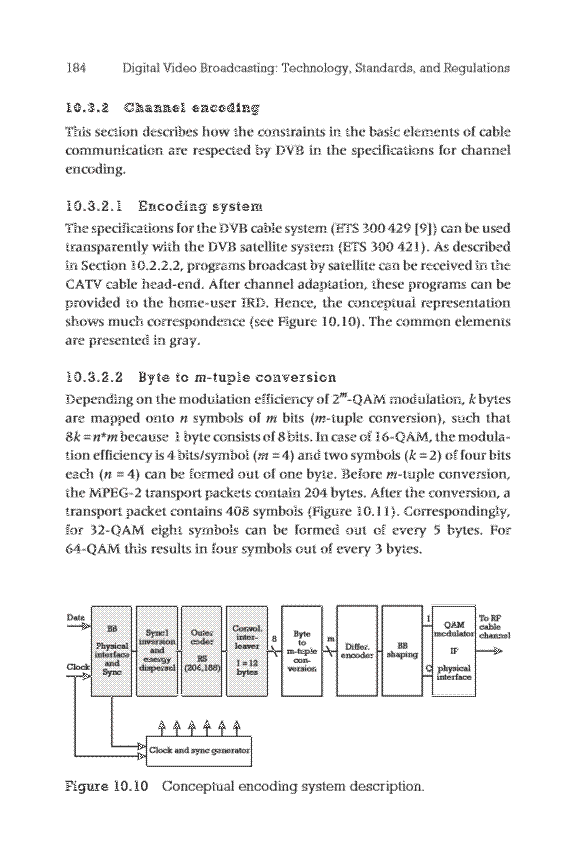 184 Digital Video Broadcasting: Technology, Standards, and Regulations
10.3.2 Channel encoding
This section describes how the constraints in the basic elements of cable
communication are respected by DVB in the specifications for channel
encoding.
10.3.2.1 Encoding system
The specifications for the DVB cable system (ETS 300 429 [9]) can be used
transparently with the DVB satellite system (ETS 300 421). As described
in Section 10.2.2.2, programs broadcast by satellite can be received in the
CATV cable head-end. After channel adaptation, these programs can be
provided to the home-user IRD. Hence, the conceptual representation
shows much correspondence (see Figure 10.10). The common elements
are presented in gray.
10.3.2.2 Byte to m-tuple conversion
Depending on the modulation efficiency of 2^m-QAM modulation, k bytes
are mapped onto n symbols of m bits (m-tuple conversion), such that
8k = n*m because 1 byte consists of 8 bits. In case of 16-QAM, the modula-
tion efficiency is 4 bits/symbol (m = 4) and two symbols (k = 2) of four bits
each (n = 4) can be formed out of one byte. Before m-tuple conversion,
the MPEG-2 transport packets contain 204 bytes. After the conversion, a
transport packet contains 408 symbols (Figure 10.11). Correspondingly,
for 32-QAM eight symbols can be formed out of every 5 bytes. For
64-QAM this results in four symbols out of every 3 bytes.
Data
Clock
BB
Physical
interface
and
Sync
Sync1
inversion
and
energy
dispersal
Outer
coder
RS
(204,188)
Convol.
inter-
leaver
I = 12
bytes
8
Byte
to
m-tuple
con-
version
m
Differ.
encoder
BB
shaping
I
Q
QAM
modulator
IF
physical
interface
To RF
cable
channel
Clock and sync generator
Figure 10.10 Conceptual encoding system description.